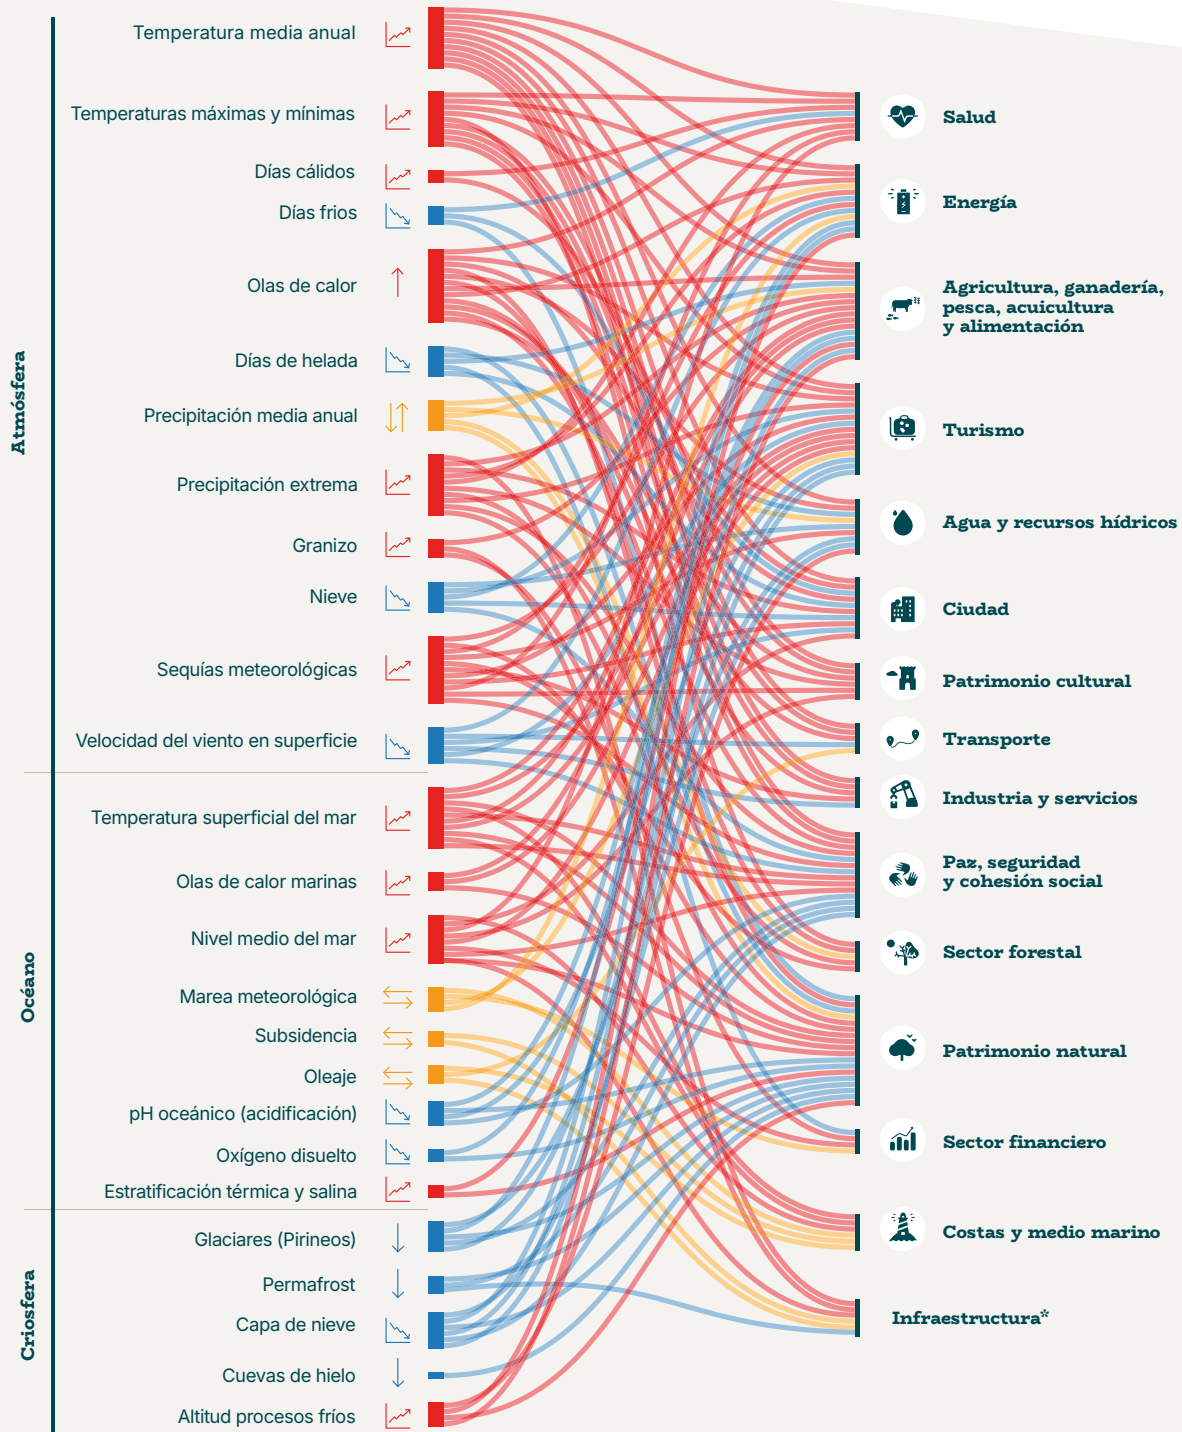 Atmósfera
Temperatura media anual
Temperaturas máximas y mínimas
Días cálidos
Días frios
Olas de calor
Días de helada
Precipitación media anual
Precipitación extrema
Granizo
Nieve
Sequías meteorológicas
Velocidad del viento en superficie
Océano
Temperatura superficial del mar
Olas de calor marinas
Nivel medio del mar
Marea meteorológica
Subsidencia
Oleaje
pH oceánico (acidificación)
Oxígeno disuelto
Estratificación térmica y salina
Criosfera
Glaciares (Pirineos)
Permafrost
Capa de nieve
Cuevas de hielo
Altitud procesos fríos
Salud
Energía
Agricultura, ganadería,
pesca, acuicultura
y alimentación
Turismo
Agua y recursos hídricos
Ciudad
Patrimonio cultural
Transporte
Industria y servicios
Paz, seguridad
y cohesión social
Sector forestal
Patrimonio natural
Sector financiero
Costas y medio marino
Infraestructura*